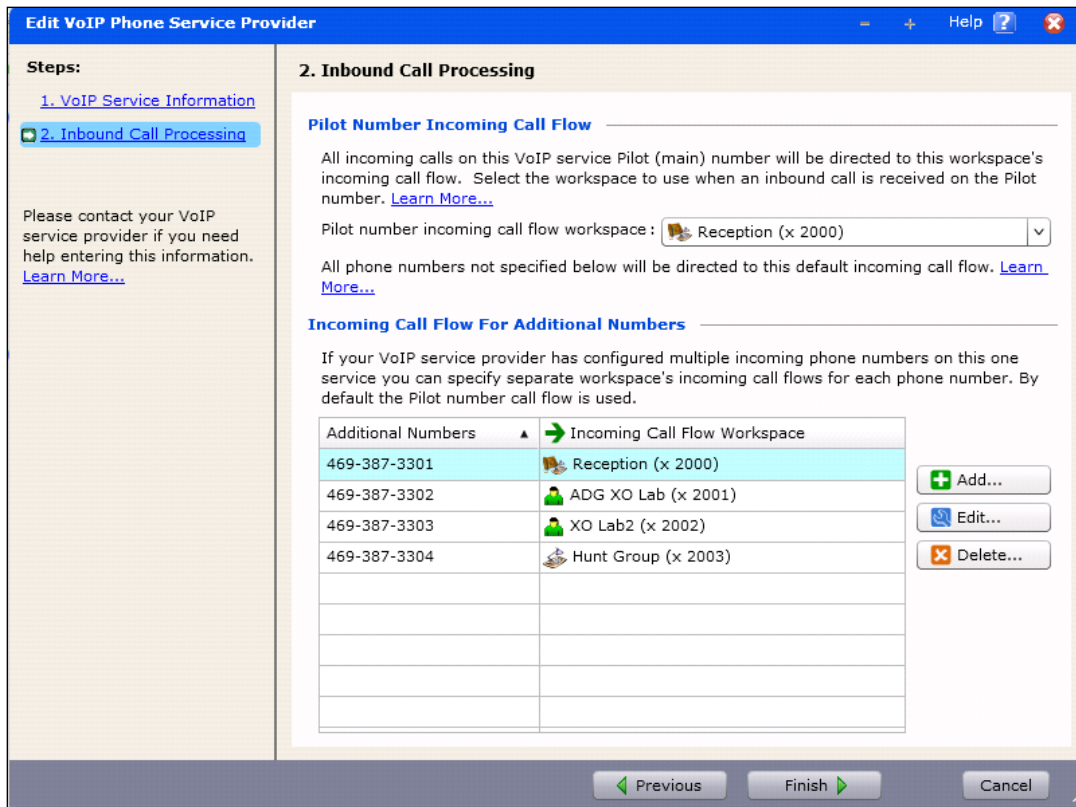 Edit VoIP Phone Service Provider
- + Help ?
Steps:
1. VoIP Service Information
2. Inbound Call Processing
Please contact your VoIP
service provider if you need
help entering this information.
Learn More...
2. Inbound Call Processing
Pilot Number Incoming Call Flow
All incoming calls on this VoIP service Pilot (main) number will be directed to this workspace's
incoming call flow. Select the workspace to use when an inbound call is received on the Pilot
number. Learn More...
Pilot number incoming call flow workspace: Reception (x 2000)
All phone numbers not specified below will be directed to this default incoming call flow. Learn
More...
Incoming Call Flow For Additional Numbers
If your VoIP service provider has configured multiple incoming phone numbers on this one
service you can specify separate workspace's incoming call flows for each phone number. By
default the Pilot number call flow is used.
Additional Numbers Incoming Call Flow Workspace
469-387-3301 Reception (x 2000)
469-387-3302 ADG XO Lab (x 2001)
469-387-3303 XO Lab2 (x 2002)
469-387-3304 Hunt Group (x 2003)
Add...
Edit...
Delete...
Previous Finish Cancel